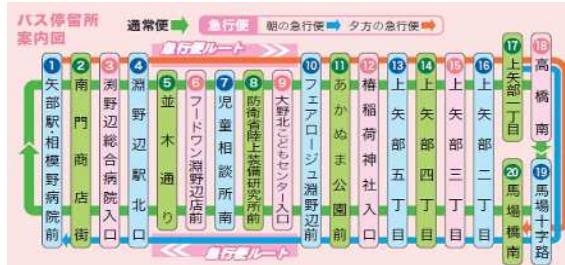 バス停留所
案内図
通常便
急行便
朝の急行便
夕方の急行便
急行便ルート
1 矢部駅・相模野病院前
2 南門商店街
3 渕野辺総合病院入口
4 淵野辺駅北口
5 並木通り
6 フードワン淵野辺店前
7 児童相談所南
8 防衛省陸上装備研究所前
9 大野北こどもセンター入口
10 フェアロージュ淵野辺前
11 あかぬま公園前
12 椿稲荷神社入口
13 上矢部五丁目
14 上矢部四丁目
15 上矢部三丁目
16 上矢部二丁目
17 上矢部一丁目
18 高橋南
19 馬場十字路
20 馬場橋南
急行便ルート